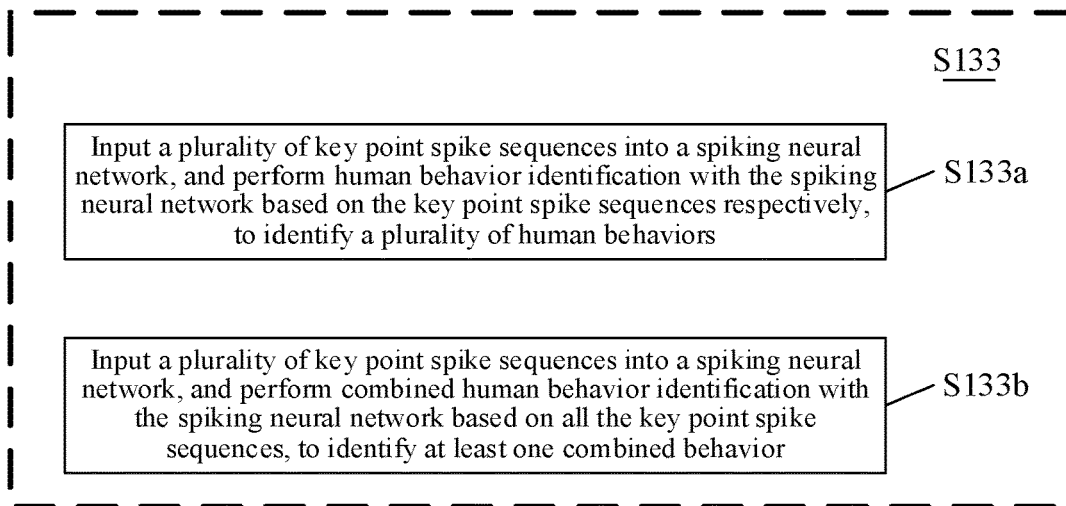 S133
Input a plurality of key point spike sequences into a spiking neural
network, and perform human behavior identification with the spiking
neural network based on the key point spike sequences respectively,
to identify a plurality of human behaviors
S133a
Input a plurality of key point spike sequences into a spiking neural
network, and perform combined human behavior identification with
the spiking neural network based on all the key point spike
sequences, to identify at least one combined behavior
S133b